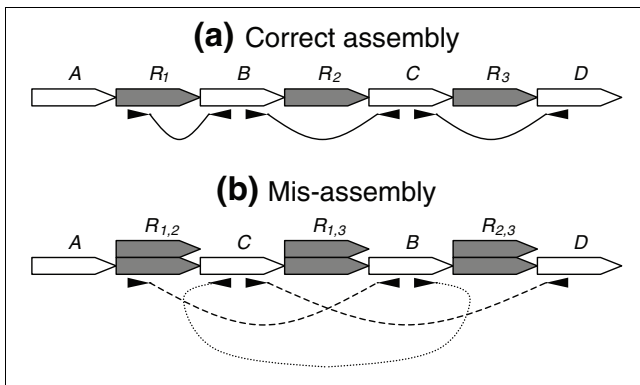 (a) Correct assembly
A R1 B R2 C R3 D
(b) Mis-assembly
A R1,2 C R1,3 B R2,3 D